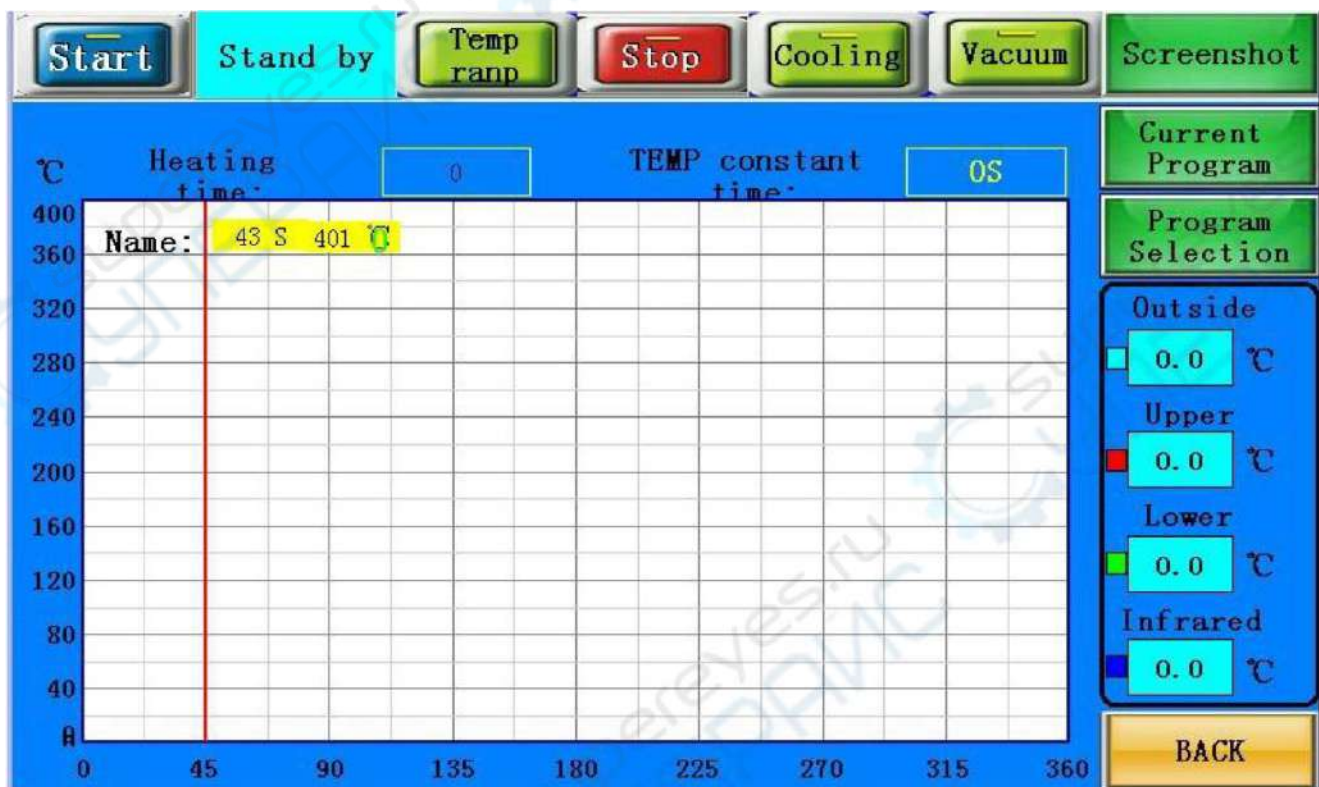 Start
Stand by
Temp
ranp
Stop
Cooling
Vacuum
Screenshot
Current
Program
Program
Selection
℃
Heating
time:
0
TEMP constant
time:
0S
Name:
43 S 401 ℃
400
360
320
280
240
200
160
120
80
40
0
0
45
90
135
180
225
270
315
360
Outside
0.0 ℃
Upper
0.0 ℃
Lower
0.0 ℃
Infrared
0.0 ℃
BACK